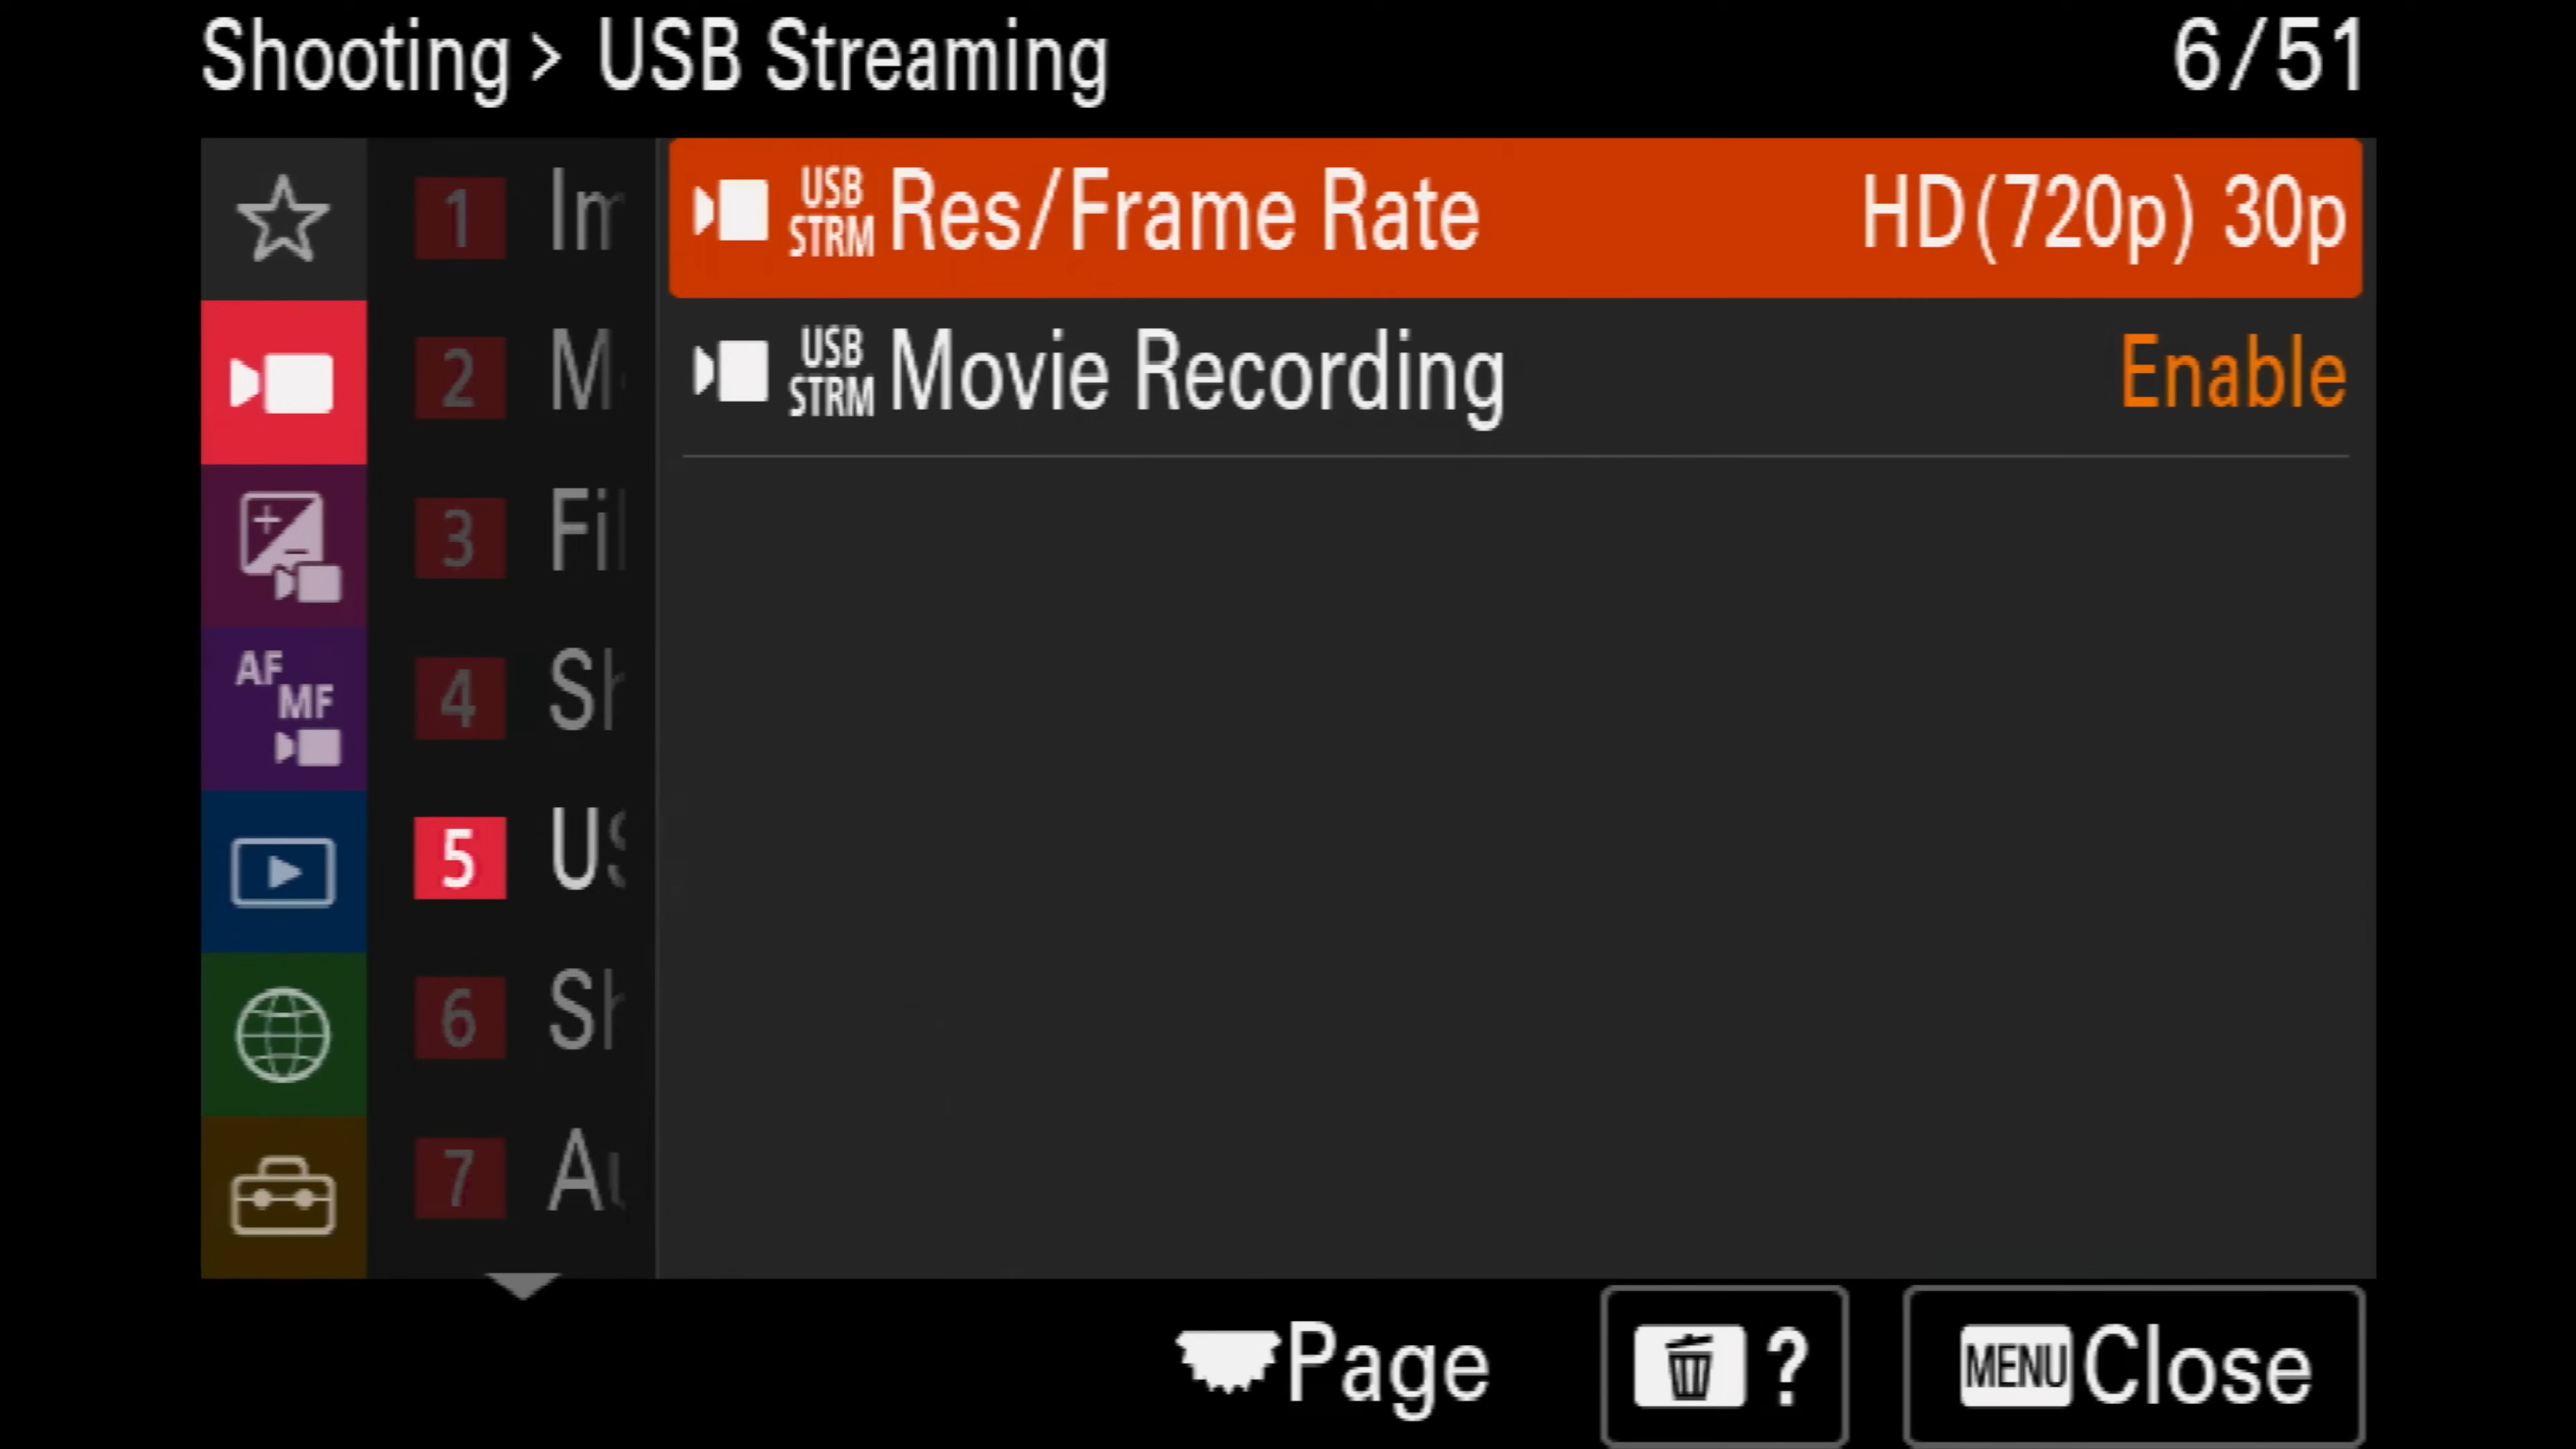 Shooting > USB Streaming 6/51
USB STRM Res/Frame Rate HD(720p) 30p
USB STRM Movie Recording Enable
AF MF
1
2
3
4
5
6
7
Page ? MENU Close